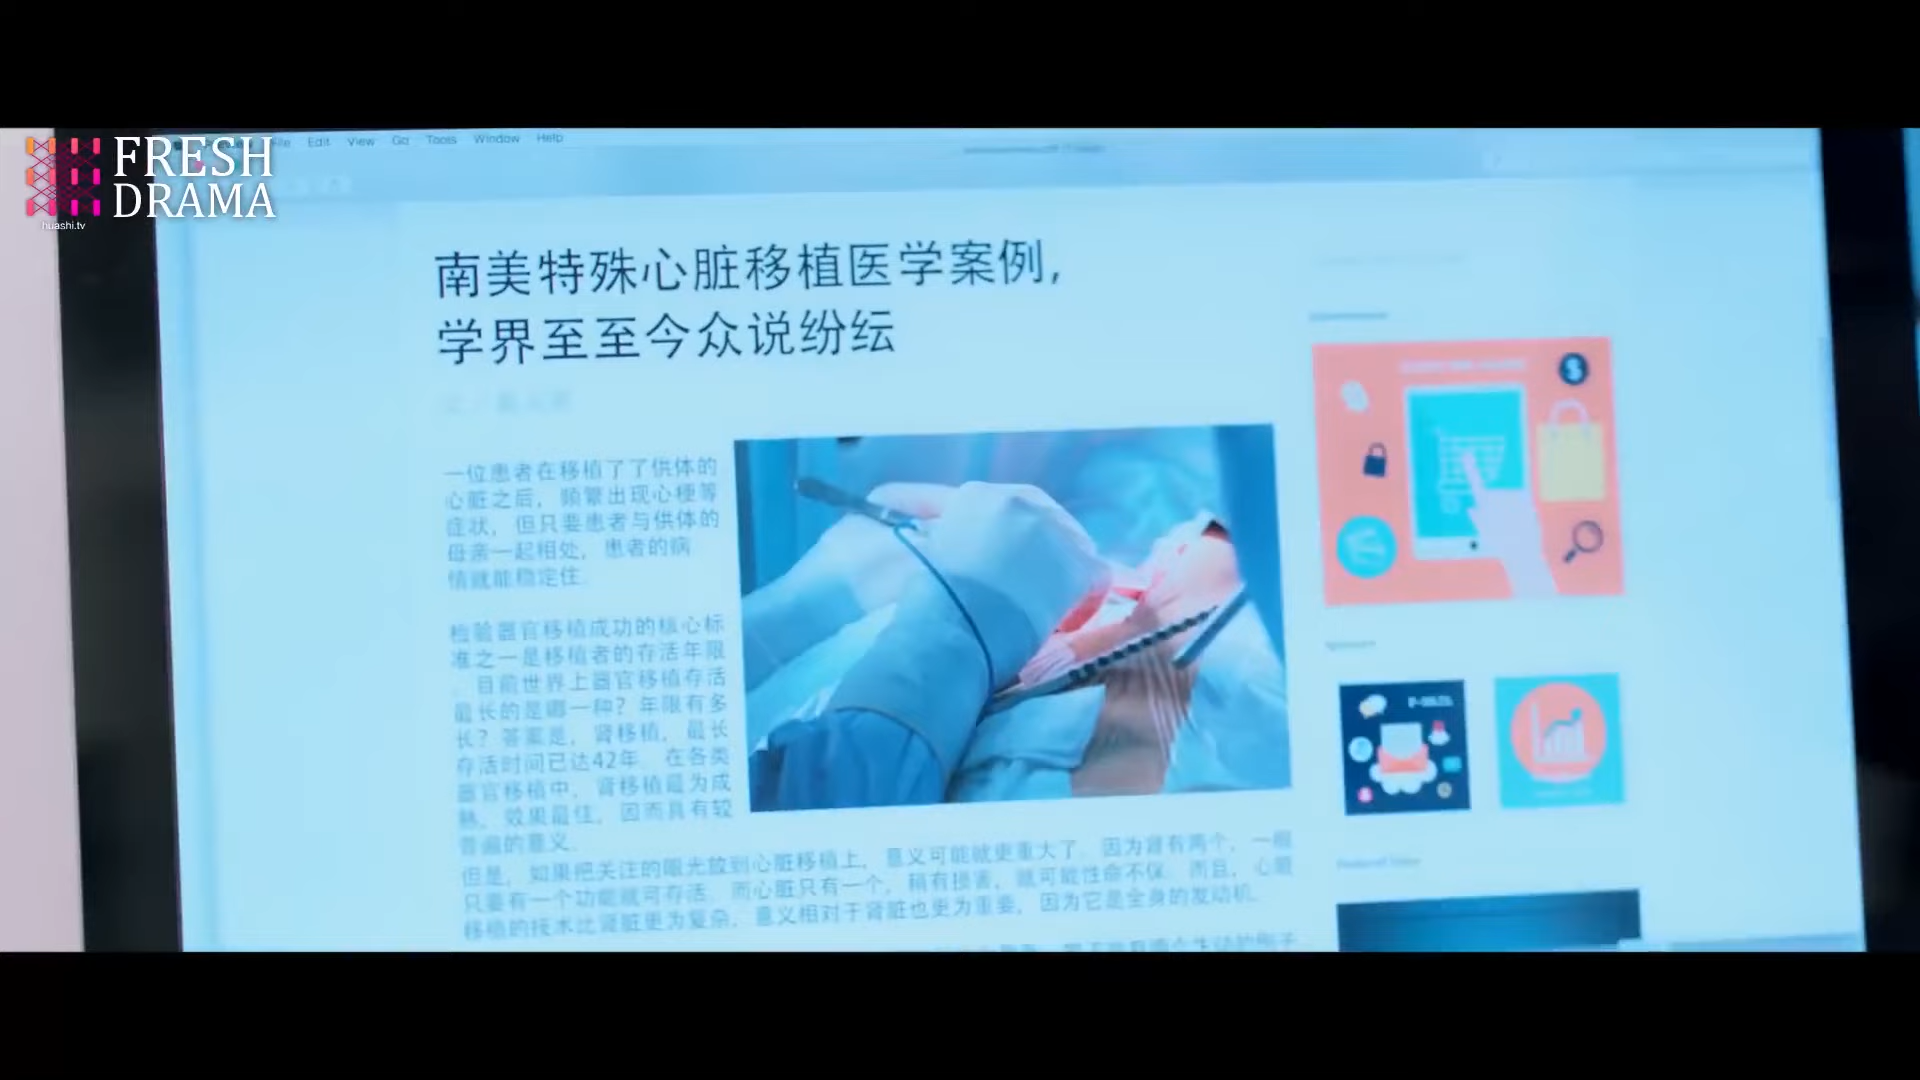 FRESH
DRAMA
huashi.tv
File Edit View Go Tools Window Help
南美特殊心脏移植医学案例,
学界至至今众说纷纭
一位患者在移植了了供体的
心脏之后, 频繁出现心梗等
症状, 但只要患者与供体的
母亲一起相处, 患者的病
情就能稳定住.
检验器官移植成功的核心标
准之一是移植者的存活年限
. 目前世界上器官移植存活
最长的是哪一种? 年限有多
长? 答案是, 肾移植, 最长
存活时间已达42年. 在各类
器官移植中, 肾移植最为成
熟, 效果最佳, 因而具有较
普遍的意义.
但是, 如果把关注的眼光放到心脏移植上, 意义可能就更重大了. 因为肾有两个, 一般
只要有一个功能就可存活. 而心脏只有一个, 稍有损害, 就可能性命不保. 而且, 心脏
移植的技术比肾脏更为复杂, 意义相对于肾脏也更为重要, 因为它是全身的发动机.